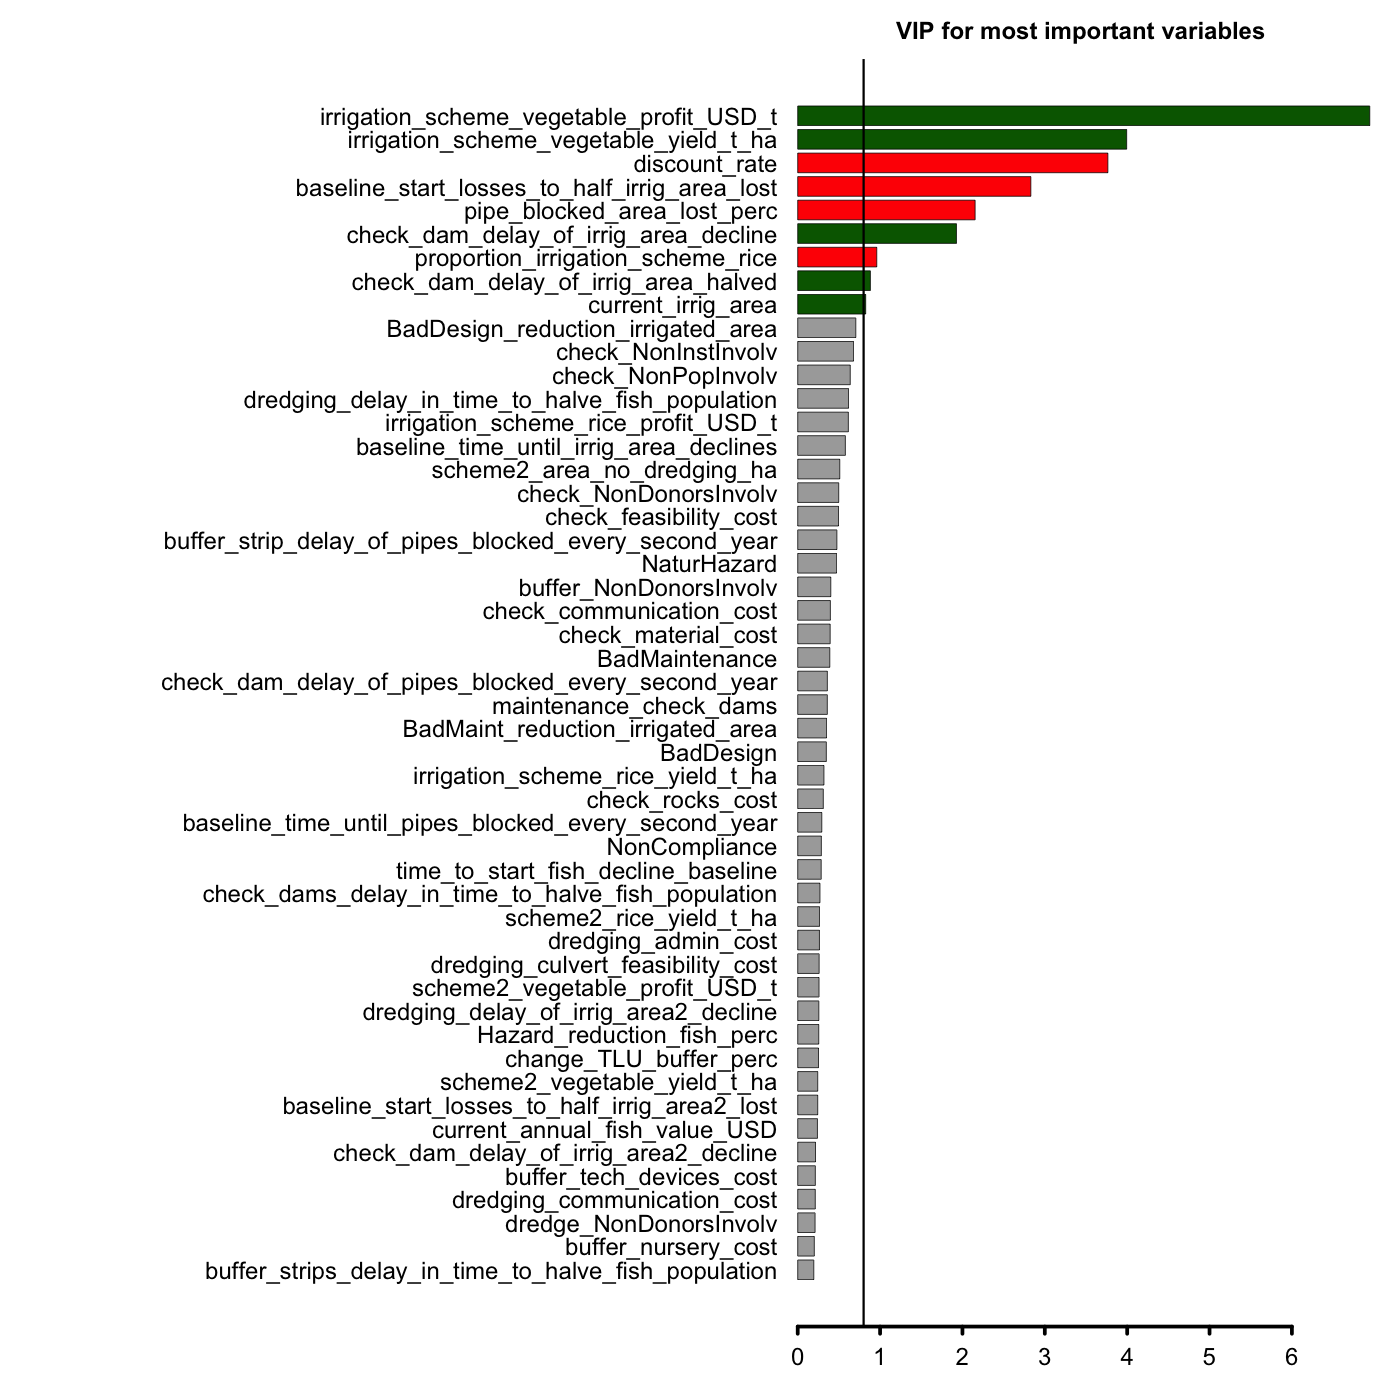 VIP for most important variables
irrigation_scheme_vegetable_profit_USD_t
irrigation_scheme_vegetable_yield_t_ha
discount_rate
baseline_start_losses_to_half_irrig_area_lost
pipe_blocked_area_lost_perc
check_dam_delay_of_irrig_area_decline
proportion_irrigation_scheme_rice
check_dam_delay_of_irrig_area_halved
current_irrig_area
BadDesign_reduction_irrigated_area
check_NonInstInvolv
check_NonPopInvolv
dredging_delay_in_time_to_halve_fish_population
irrigation_scheme_rice_profit_USD_t
baseline_time_until_irrig_area_declines
scheme2_area_no_dredging_ha
check_NonDonorsInvolv
check_feasibility_cost
buffer_strip_delay_of_pipes_blocked_every_second_year
NaturHazard
buffer_NonDonorsInvolv
check_communication_cost
check_material_cost
BadMaintenance
check_dam_delay_of_pipes_blocked_every_second_year
maintenance_check_dams
BadMaint_reduction_irrigated_area
BadDesign
irrigation_scheme_rice_yield_t_ha
check_rocks_cost
baseline_time_until_pipes_blocked_every_second_year
NonCompliance
time_to_start_fish_decline_baseline
check_dams_delay_in_time_to_halve_fish_population
scheme2_rice_yield_t_ha
dredging_admin_cost
dredging_culvert_feasibility_cost
scheme2_vegetable_profit_USD_t
dredging_delay_of_irrig_area2_decline
Hazard_reduction_fish_perc
change_TLU_buffer_perc
scheme2_vegetable_yield_t_ha
baseline_start_losses_to_half_irrig_area2_lost
current_annual_fish_value_USD
check_dam_delay_of_irrig_area2_decline
buffer_tech_devices_cost
dredging_communication_cost
dredge_NonDonorsInvolv
buffer_nursery_cost
buffer_strips_delay_in_time_to_halve_fish_population
0 1 2 3 4 5 6